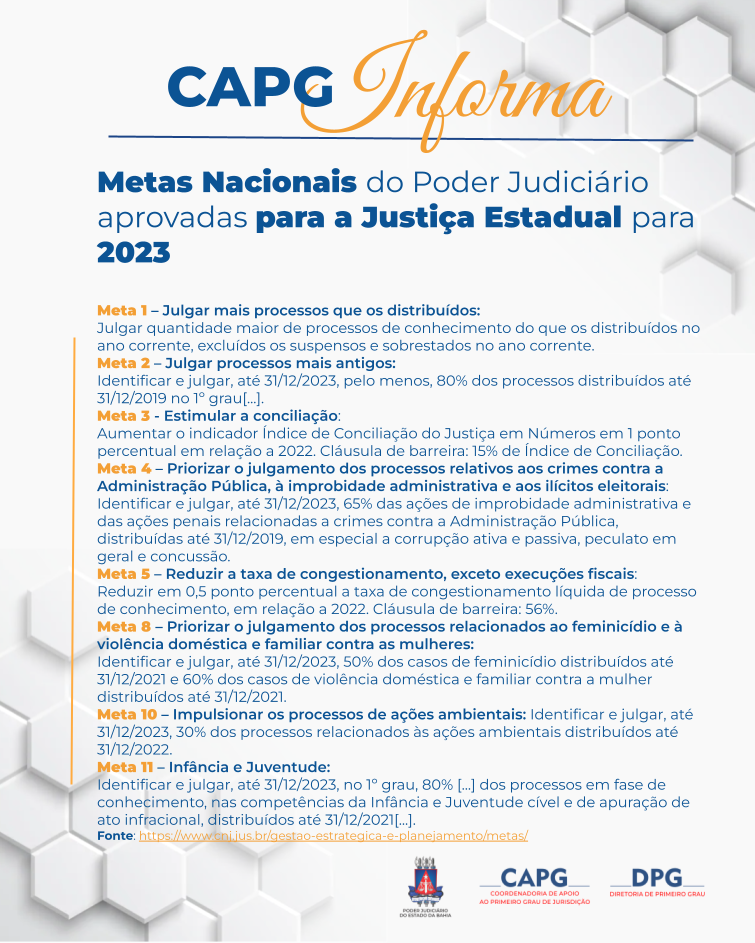 CAPG Informa
Metas Nacionais do Poder Judiciário
aprovadas para a Justiça Estadual para
2023
Meta 1 – Julgar mais processos que os distribuídos:
Julgar quantidade maior de processos de conhecimento do que os distribuídos no
ano corrente, excluídos os suspensos e sobrestados no ano corrente.
Meta 2 – Julgar processos mais antigos:
Identificar e julgar, até 31/12/2023, pelo menos, 80% dos processos distribuídos até
31/12/2019 no 1º grau[...].
Meta 3 - Estimular a conciliação:
Aumentar o indicador Índice de Conciliação do Justiça em Números em 1 ponto
percentual em relação a 2022. Cláusula de barreira: 15% de Índice de Conciliação.
Meta 4 – Priorizar o julgamento dos processos relativos aos crimes contra a
Administração Pública, à improbidade administrativa e aos ilícitos eleitorais:
Identificar e julgar, até 31/12/2023, 65% das ações de improbidade administrativa e
das ações penais relacionadas a crimes contra a Administração Pública,
distribuídas até 31/12/2019, em especial a corrupção ativa e passiva, peculato em
geral e concussão.
Meta 5 – Reduzir a taxa de congestionamento, exceto execuções fiscais:
Reduzir em 0,5 ponto percentual a taxa de congestionamento líquida de processo
de conhecimento, em relação a 2022. Cláusula de barreira: 56%.
Meta 8 – Priorizar o julgamento dos processos relacionados ao feminicídio e à
violência doméstica e familiar contra as mulheres:
Identificar e julgar, até 31/12/2023, 50% dos casos de feminicídio distribuídos até
31/12/2021 e 60% dos casos de violência doméstica e familiar contra a mulher
distribuídos até 31/12/2021.
Meta 10 – Impulsionar os processos de ações ambientais: Identificar e julgar, até
31/12/2023, 30% dos processos relacionados às ações ambientais distribuídos até
31/12/2022.
Meta 11 – Infância e Juventude:
Identificar e julgar, até 31/12/2023, no 1º grau, 80% [...] dos processos em fase de
conhecimento, nas competências da Infância e Juventude cível e de apuração de
ato infracional, distribuídos até 31/12/2021[...].
Fonte: https://www.cnj.jus.br/gestao-estrategica-e-planejamento/metas/
PODER JUDICIÁRIO
DO ESTADO DA BAHIA
CAPG
COORDENADORIA DE APOIO
AO PRIMEIRO GRAU DE JURISDIÇÃO
DPG
DIRETORIA DE PRIMEIRO GRAU